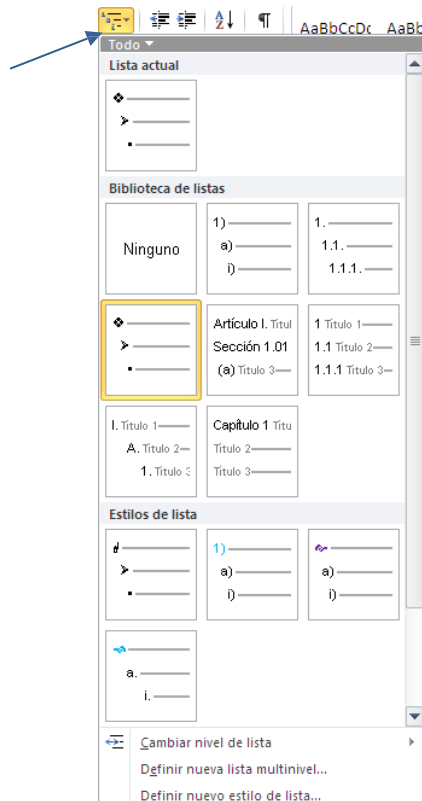 AaBbCcDc AaBb
Todo
Lista actual
Biblioteca de listas
Ninguno
1)
a)
i)
1.
1.1.
1.1.1.
Artículo I. Titul
Sección 1.01
(a) Título 3
1 Título 1
1.1 Título 2
1.1.1 Título 3
I. Título 1
A. Título 2
1. Título 3
Capítulo 1 Títu
Título 2
Título 3
Estilos de lista
1)
a)
i)
a)
i)
a.
i.
Cambiar nivel de lista
Definir nueva lista multinivel...
Definir nuevo estilo de lista...